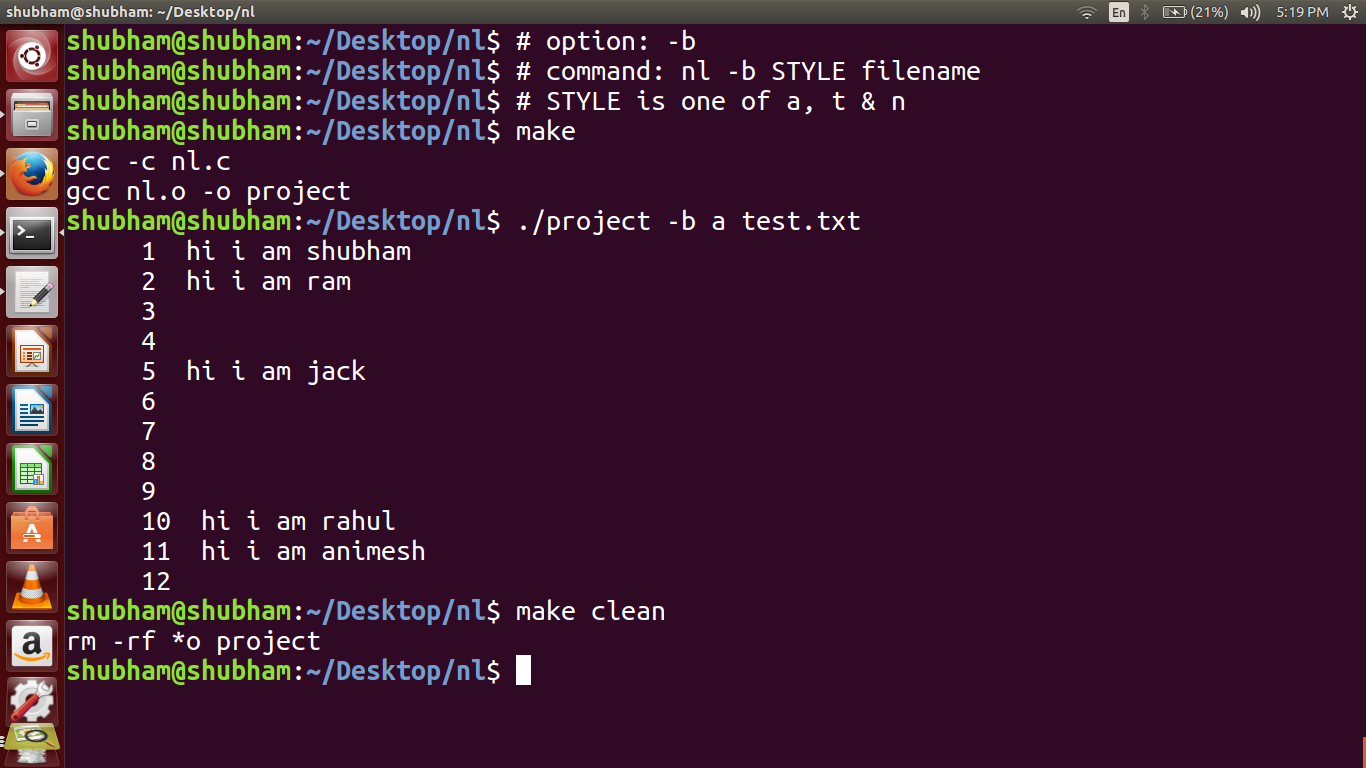 shubham@shubham: ~/Desktop/nl
En
(21%)
5:19 PM
shubham@shubham:~/Desktop/nl$ # option: -b
shubham@shubham:~/Desktop/nl$ # command: nl -b STYLE filename
shubham@shubham:~/Desktop/nl$ # STYLE is one of a, t & n
shubham@shubham:~/Desktop/nl$ make
gcc -c nl.c
gcc nl.o -o project
shubham@shubham:~/Desktop/nl$ ./project -b a test.txt
     1  hi i am shubham
     2  hi i am ram
     3
     4
     5  hi i am jack
     6
     7
     8
     9
     10  hi i am rahul
     11  hi i am animesh
     12
shubham@shubham:~/Desktop/nl$ make clean
rm -rf *o project
shubham@shubham:~/Desktop/nl$